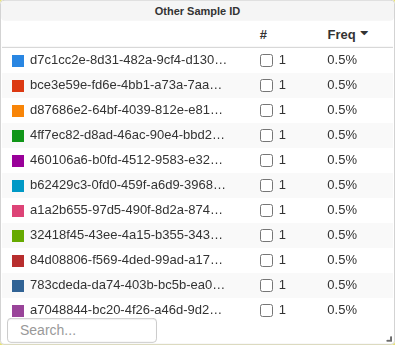 Other Sample ID
# Freq
d7c1cc2e-8d31-482a-9cf4-d130… 1 0.5%
bce3e59e-fd6e-4bb1-a73a-7aa… 1 0.5%
d87686e2-64bf-4039-812e-e81… 1 0.5%
4ff7ec82-d8ad-46ac-90e4-bbd2… 1 0.5%
460106a6-b0fd-4512-9583-e32… 1 0.5%
b62429c3-0fd0-459f-a6d9-3968… 1 0.5%
a1a2b655-97d5-490f-8d2a-874… 1 0.5%
32418f45-43ee-4a15-b355-343… 1 0.5%
84d08806-f569-4ded-99ad-a17… 1 0.5%
783cdeda-da74-403b-bc5b-ea0… 1 0.5%
a7048844-bc20-4f26-a46d-9d2… 1 0.5%
Search...